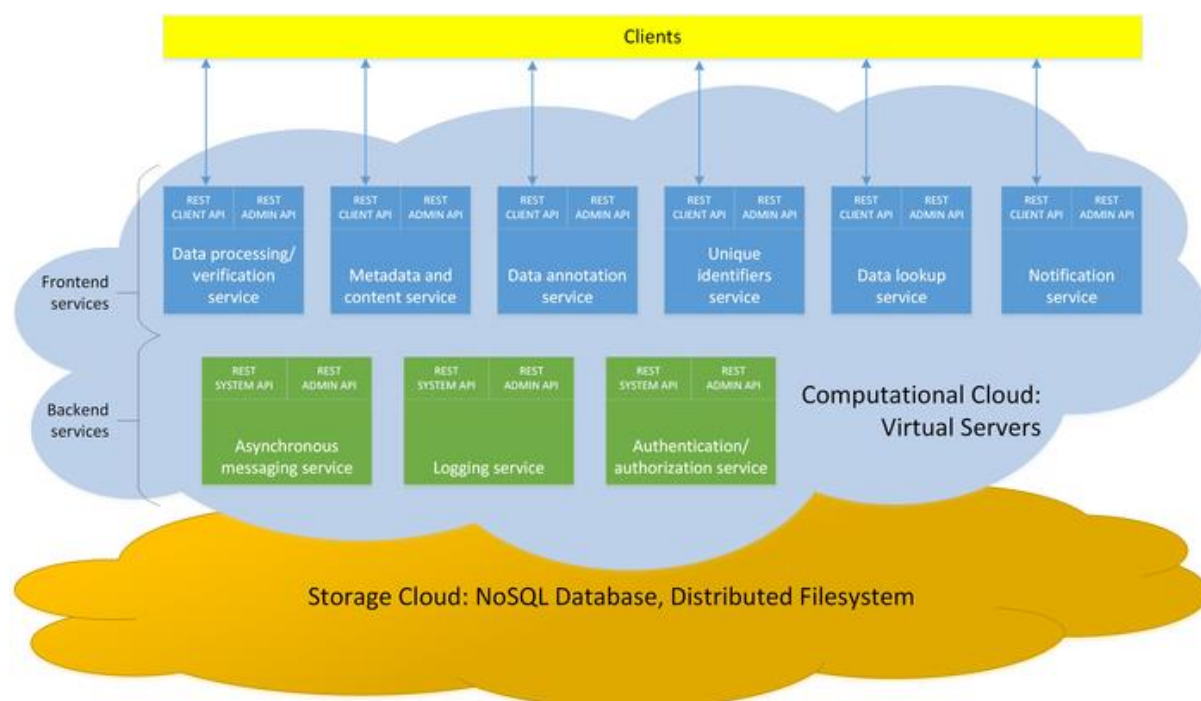 Clients
REST
CLIENT API
REST
ADMIN API
Data processing/
verification
service
REST
CLIENT API
REST
ADMIN API
Metadata and
content service
REST
CLIENT API
REST
ADMIN API
Data annotation
service
REST
CLIENT API
REST
ADMIN API
Unique
identifiers
service
REST
CLIENT API
REST
ADMIN API
Data lookup
service
REST
CLIENT API
REST
ADMIN API
Notification
service
Frontend
services
Backend
services
REST
SYSTEM API
REST
ADMIN API
Asynchronous
messaging service
REST
SYSTEM API
REST
ADMIN API
Logging service
REST
SYSTEM API
REST
ADMIN API
Authentication/
authorization service
Computational Cloud:
Virtual Servers
Storage Cloud: NoSQL Database, Distributed Filesystem